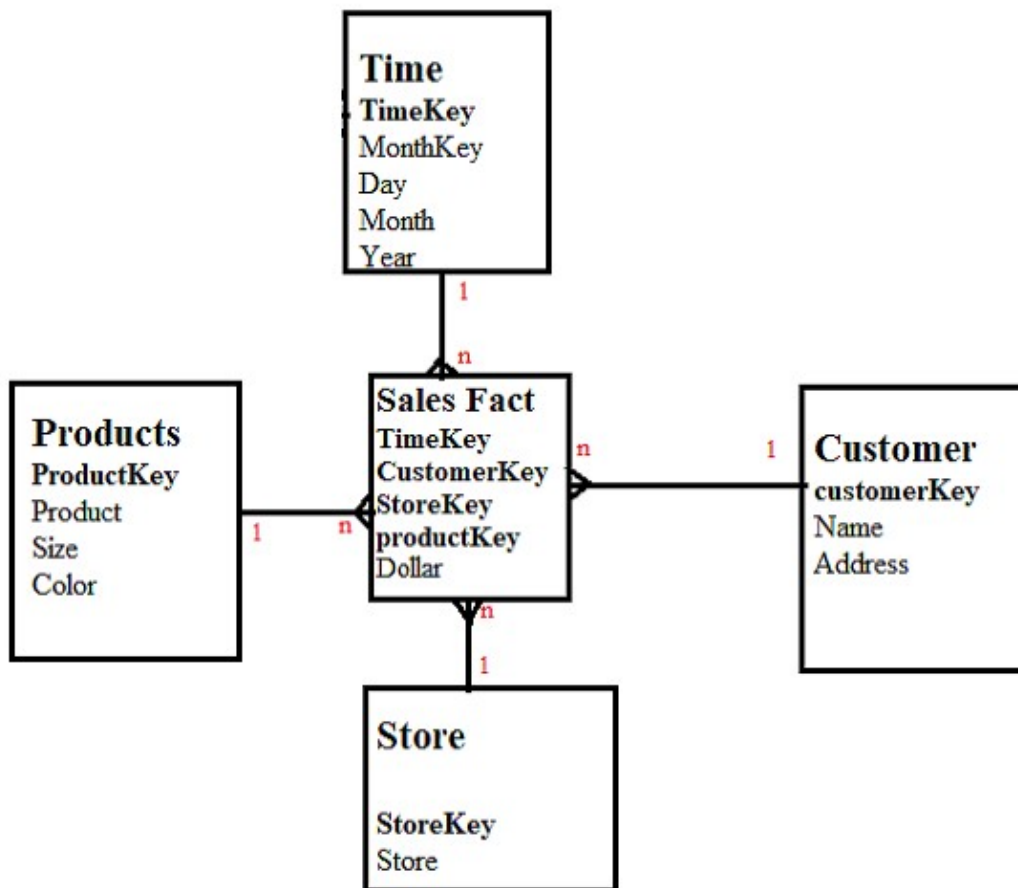 Time
TimeKey
MonthKey
Day
Month
Year
1
n
Products
ProductKey
Product
Size
Color
1
n
Sales Fact
TimeKey
CustomerKey
StoreKey
productKey
Dollar
n
1
Customer
customerKey
Name
Address
n
1
Store
StoreKey
Store